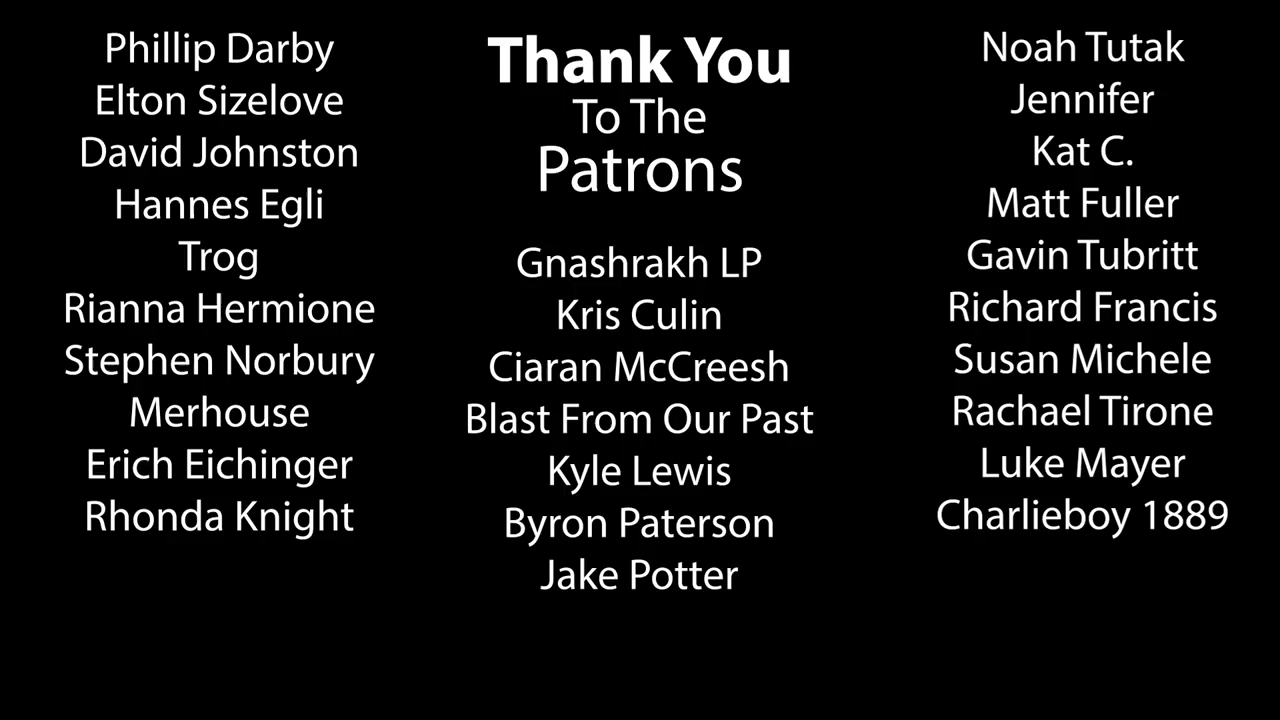 Phillip Darby
Elton Sizelove
David Johnston
Hannes Egli
Trog
Rianna Hermione
Stephen Norbury
Merhouse
Erich Eichinger
Rhonda Knight
Thank You
To The
Patrons
Gnashrakh LP
Kris Culin
Ciaran McCreesh
Blast From Our Past
Kyle Lewis
Byron Paterson
Jake Potter
Noah Tutak
Jennifer
Kat C.
Matt Fuller
Gavin Tubritt
Richard Francis
Susan Michele
Rachael Tirone
Luke Mayer
Charlieboy 1889